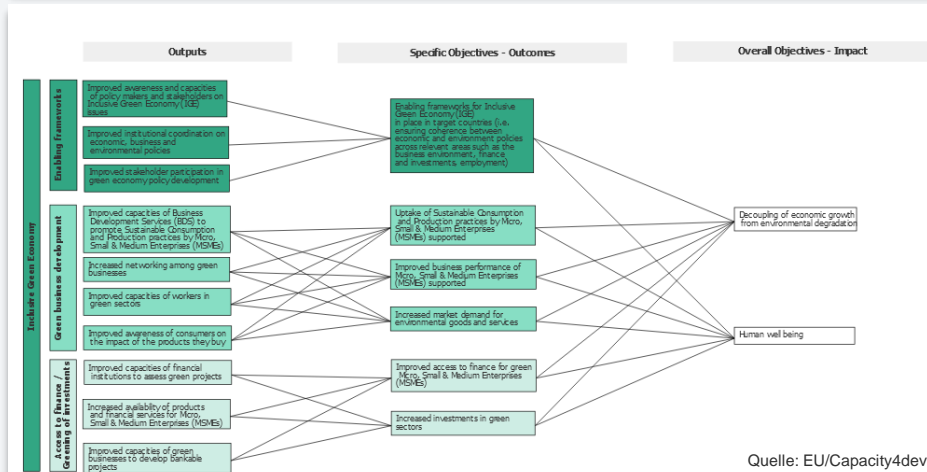 Outputs
Specific Objectives - Outcomes
Overall Objectives - Impact
Inclusive Green Economy
Enabling frameworks
Improved awareness and capacities
of policy makers and stakeholders on
Inclusive Green Economy (IGE)
issues
Improved institutional coordination on
economic, business and
environmental policies
Improved stakeholder participation in
green economy policy development
Enabling frameworks for Inclusive
Green Economy (IGE)
in place in target countries (i.e.
ensuring coherence between
economic and environment policies
across relevant areas such as the
business environment, finance
and investments, employment)
Green business development
Improved capacities of Business
Development Services (BDS) to
promote Sustainable Consumption
and Production practices by Micro,
Small & Medium Enterprises (MSMEs)
Increased networking among green
businesses
Improved capacities of workers in
green sectors
Improved awareness of consumers on
the impact of the products they buy
Uptake of Sustainable Consumption
and Production practices by Micro,
Small & Medium Enterprises
(MSMEs) supported
Improved business performance of
Micro, Small & Medium Enterprises
(MSMEs) supported
Increased market demand for
environmental goods and services
Decoupling of economic growth
from environmental degradation
Human well being
Access to finance /
Greening of investments
Improved capacities of financial
institutions to assess green projects
Increased availability of products
and financial services for Micro,
Small & Medium Enterprises (MSMEs)
Improved capacities of green
businesses to develop bankable
projects
Improved access to finance for green
Micro, Small & Medium Enterprises
(MSMEs)
Increased investments in green
sectors
Quelle: EU/Capacity4dev